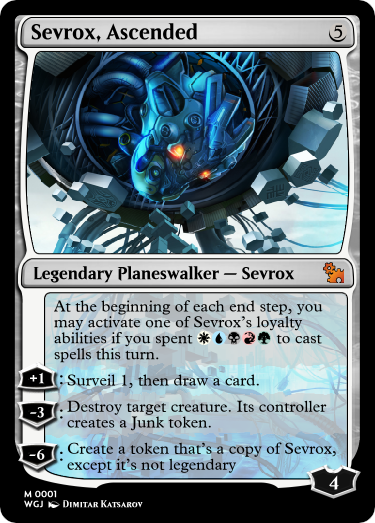 Sevrox, Ascended 5
Legendary Planeswalker — Sevrox
At the beginning of each end step, you
may activate one of Sevrox's loyalty
abilities if you spent to cast
spells this turn.
+1: Surveil 1, then draw a card.
-3: Destroy target creature. Its controller
creates a Junk token.
-6: Create a token that's a copy of Sevrox,
except it's not legendary
4
M 0001
WGJ Dimitar Katsarov